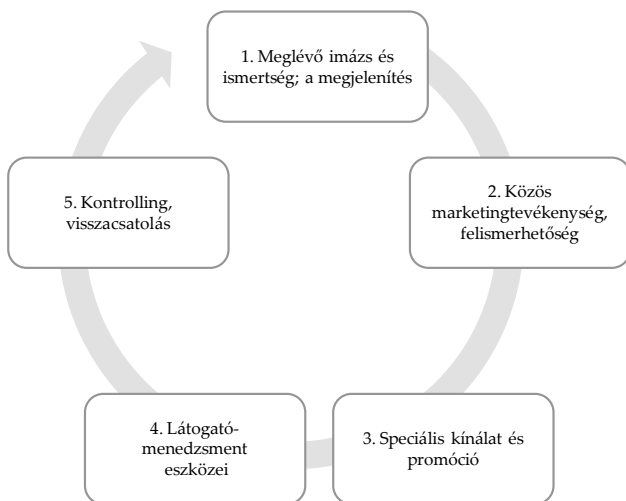 1. Meglévő imázs és
ismertség; a megjelenítés
2. Közös
marketingtevékenység,
felismerhetőség
3. Speciális kínálat és
promóció
4. Látogató-
menedzsment
eszközei
5. Kontrolling,
visszacsatolás